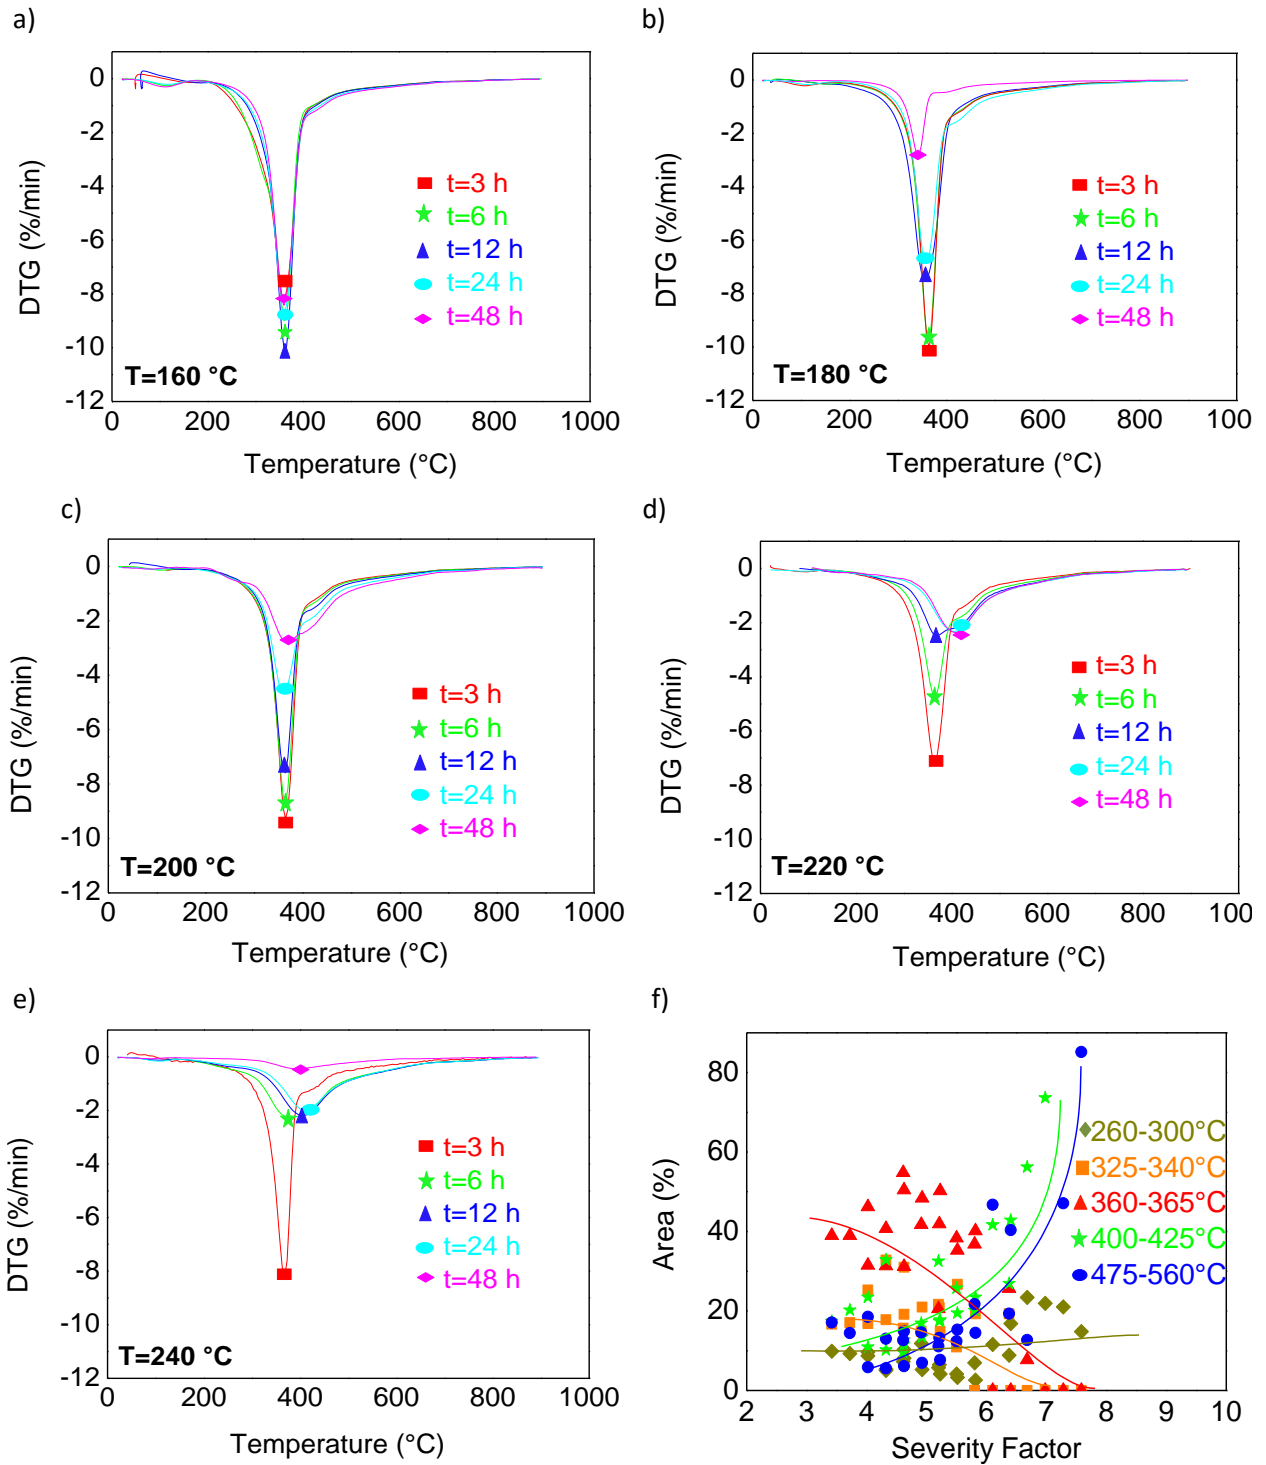 a)
0
-2
-4
-6
-8
-10
-12
DTG (%/min)
t=3 h
t=6 h
t=12 h
t=24 h
t=48 h
T=160 °C
0 200 400 600 800 1000
Temperature (°C)
b)
0
-2
-4
-6
-8
-10
-12
DTG (%/min)
t=3 h
t=6 h
t=12 h
t=24 h
t=48 h
T=180 °C
0 200 400 600 800 100
Temperature (°C)
c)
0
-2
-4
-6
-8
-10
-12
DTG (%/min)
t=3 h
t=6 h
t=12 h
t=24 h
t=48 h
T=200 °C
0 200 400 600 800 1000
Temperature (°C)
d)
0
-2
-4
-6
-8
-10
-12
DTG (%/min)
t=3 h
t=6 h
t=12 h
t=24 h
t=48 h
T=220 °C
0 200 400 600 800 100
Temperature (°C)
e)
0
-2
-4
-6
-8
-10
-12
DTG (%/min)
t=3 h
t=6 h
t=12 h
t=24 h
t=48 h
T=240 °C
0 200 400 600 800 1000
Temperature (°C)
f)
80
60
40
20
0
Area (%)
260-300°C
325-340°C
360-365°C
400-425°C
475-560°C
2 3 4 5 6 7 8 9 10
Severity Factor